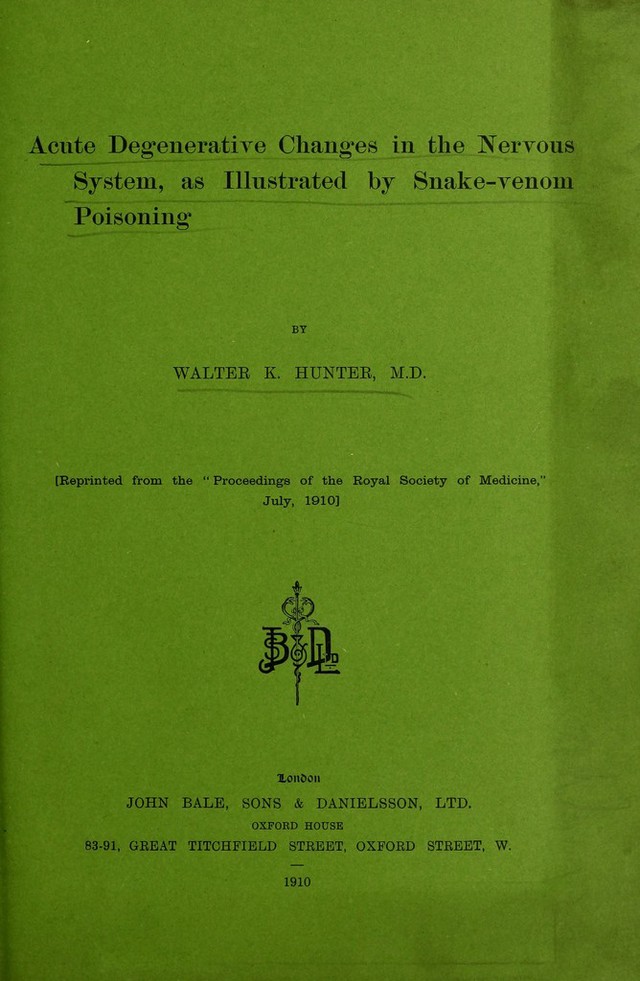 Acute Degenerative Changes in the Nervous
System, as Illustrated by Snake-venom
Poisoning
BY
WALTER K. HUNTER, M.D.
[Reprinted from the “Proceedings of the Royal Society of Medicine,”
July, 1910]
B&D LD
London
JOHN BALE, SONS & DANIELSSON, LTD.
OXFORD HOUSE
83-91, GREAT TITCHFIELD STREET, OXFORD STREET, W.
1910